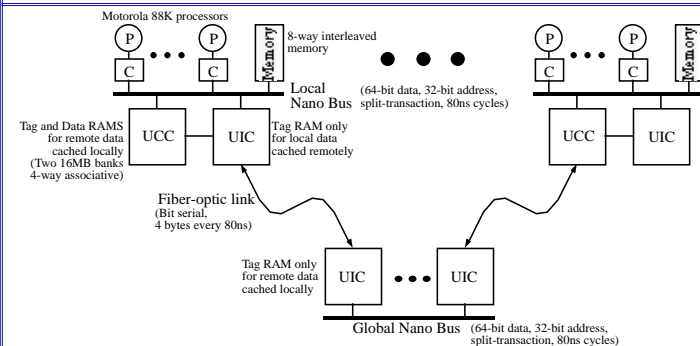 Motorola 88K processors
P
P
8-way interleaved
memory
Memory
C
C
Local
Nano Bus
(64-bit data, 32-bit address,
split-transaction, 80ns cycles)
P
P
Memory
C
C
Tag and Data RAMS
for remote data
cached locally
(Two 16MB banks
4-way associative)
UCC
UIC
Tag RAM only
for local data
cached remotely
UCC
UIC
Fiber-optic link
(Bit serial,
4 bytes every 80ns)
Tag RAM only
for remote data
cached locally
UIC
UIC
Global Nano Bus
(64-bit data, 32-bit address,
split-transaction, 80ns cycles)